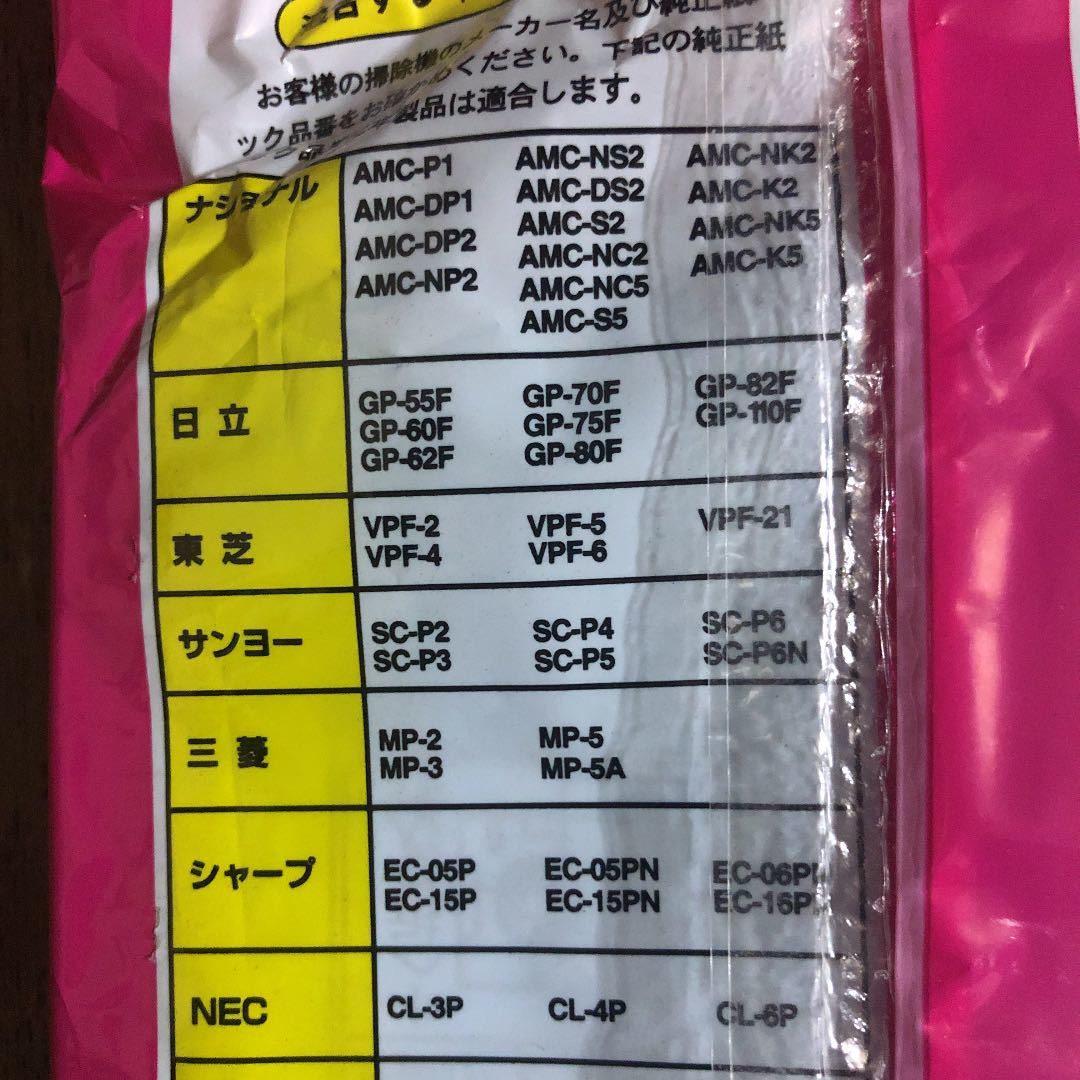 お客様の掃除機のメーカー名及び純正紙
ック品番をお確かめください。下記の純正紙
製品は適合します。
ナショナル
AMC-P1 AMC-NS2 AMC-NK2
AMC-DP1 AMC-DS2 AMC-K2
AMC-DP2 AMC-S2 AMC-NK5
AMC-NP2 AMC-NC2 AMC-K5
AMC-NC5
AMC-S5
日立
GP-55F GP-70F GP-82F
GP-60F GP-75F GP-110F
GP-62F GP-80F
東芝
VPF-2 VPF-5 VPF-21
VPF-4 VPF-6
サンヨー
SC-P2 SC-P4 SC-P6
SC-P3 SC-P5 SC-P6N
三菱
MP-2 MP-5
MP-3 MP-5A
シャープ
EC-05P EC-05PN
EC-15P EC-15PN
NEC
CL-3P CL-4P CL-6P